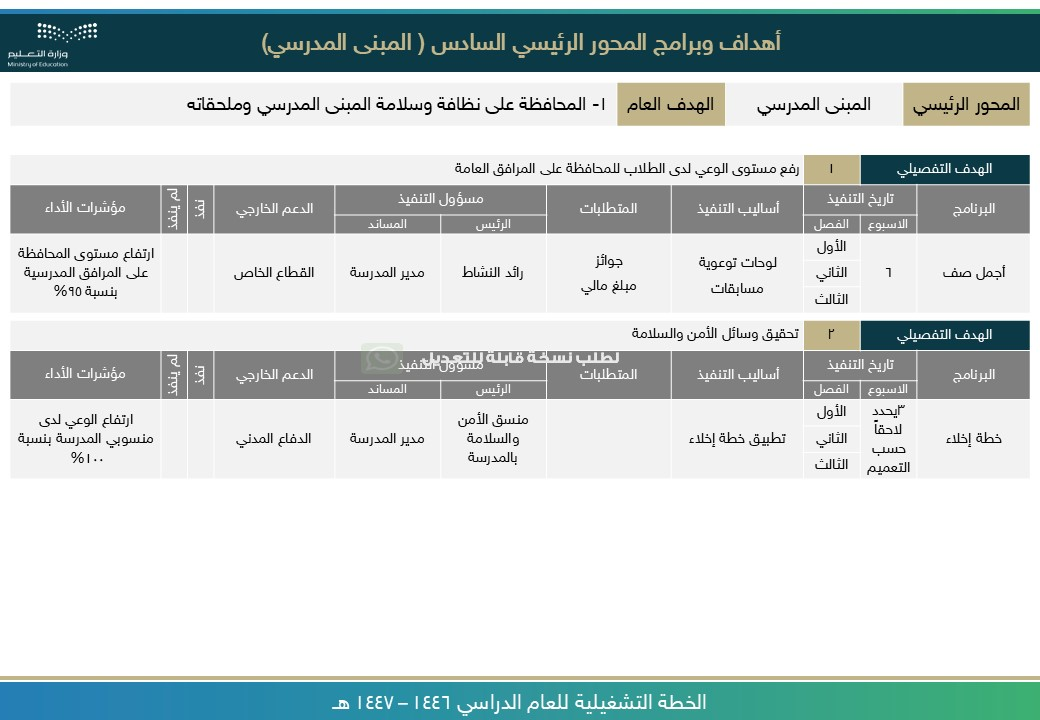 وزارة التعليم
Ministry of Education
أهداف وبرامج المحور الرئيسي السادس ( المبنى المدرسي)
المحور الرئيسي
المبنى المدرسي
الهدف العام
١- المحافظة على نظافة وسلامة المبنى المدرسي وملحقاته
الهدف التفصيلي
١
رفع مستوى الوعي لدى الطلاب للمحافظة على المرافق العامة
البرنامج
تاريخ التنفيذ
الاسبوع
الفصل
أساليب التنفيذ
المتطلبات
مسؤول التنفيذ
الرئيس
المساند
الدعم الخارجي
نفذ
لم ينفذ
مؤشرات الأداء
أجمل صف
٦
الأول
الثاني
الثالث
لوحات توعوية
مسابقات
جوائز
مبلغ مالي
رائد النشاط
مدير المدرسة
القطاع الخاص
ارتفاع مستوى المحافظة
على المرافق المدرسية
بنسبة ٩٥%
الهدف التفصيلي
٢
تحقيق وسائل الأمن والسلامة
لطلب نسخة قابلة للتعديل
البرنامج
تاريخ التنفيذ
الاسبوع
الفصل
أساليب التنفيذ
المتطلبات
مسؤول التنفيذ
الرئيس
المساند
الدعم الخارجي
نفذ
لم ينفذ
مؤشرات الأداء
خطة إخلاء
٣يحدد
لاحقاً
حسب
التعميم
الأول
الثاني
الثالث
تطبيق خطة إخلاء
منسق الأمن
والسلامة
بالمدرسة
مدير المدرسة
الدفاع المدني
ارتفاع الوعي لدى
منسوبي المدرسة بنسبة
١٠٠%
الخطة التشغيلية للعام الدراسي ١٤٤٦ – ١٤٤٧ هـ